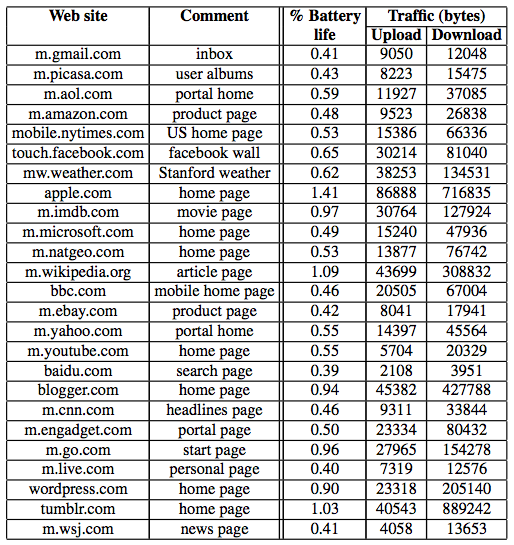 Web site Comment % Battery life Traffic (bytes)
Upload Download
m.gmail.com inbox 0.41 9050 12048
m.picasa.com user albums 0.43 8223 15475
m.aol.com portal home 0.59 11927 37085
m.amazon.com product page 0.48 9523 26838
mobile.nytimes.com US home page 0.53 15386 66336
touch.facebook.com facebook wall 0.65 30214 81040
mw.weather.com Stanford weather 0.62 38253 134531
apple.com home page 1.41 86888 716835
m.imdb.com movie page 0.97 30764 127924
m.microsoft.com home page 0.49 15240 47936
m.natgeo.com home page 0.53 13877 76742
m.wikipedia.org article page 1.09 43699 308832
bbc.com mobile home page 0.46 20505 67004
m.ebay.com product page 0.42 8041 17941
m.yahoo.com portal home 0.55 14397 45564
m.youtube.com home page 0.55 5704 20329
baidu.com search page 0.39 2108 3951
blogger.com home page 0.94 45382 427788
m.cnn.com headlines page 0.46 9311 33844
m.engadget.com portal page 0.50 23334 80432
m.go.com start page 0.96 27965 154278
m.live.com personal page 0.40 7319 12576
wordpress.com home page 0.90 23318 205140
tumblr.com home page 1.03 40543 889242
m.wsj.com news page 0.41 4058 13653